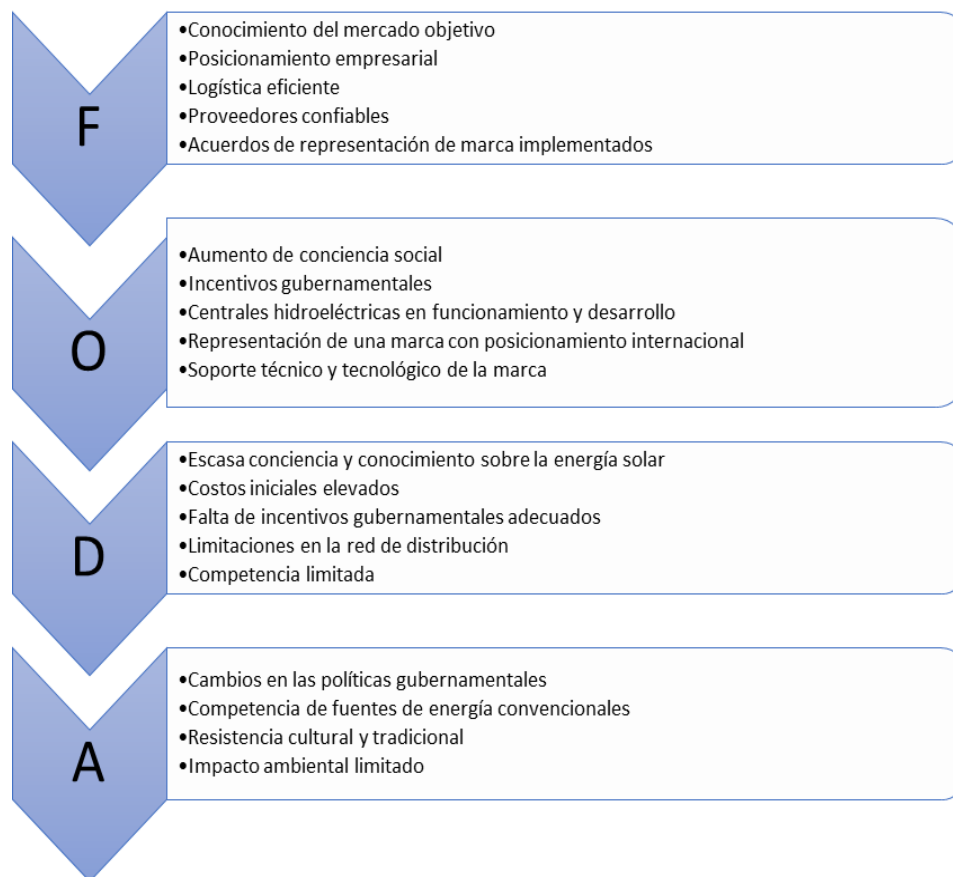 F
•Conocimiento del mercado objetivo
•Posicionamiento empresarial
•Logística eficiente
•Proveedores confiables
•Acuerdos de representación de marca implementados
O
•Aumento de conciencia social
•Incentivos gubernamentales
•Centrales hidroeléctricas en funcionamiento y desarrollo
•Representación de una marca con posicionamiento internacional
•Soporte técnico y tecnológico de la marca
D
•Escasa conciencia y conocimiento sobre la energía solar
•Costos iniciales elevados
•Falta de incentivos gubernamentales adecuados
•Limitaciones en la red de distribución
•Competencia limitada
A
•Cambios en las políticas gubernamentales
•Competencia de fuentes de energía convencionales
•Resistencia cultural y tradicional
•Impacto ambiental limitado